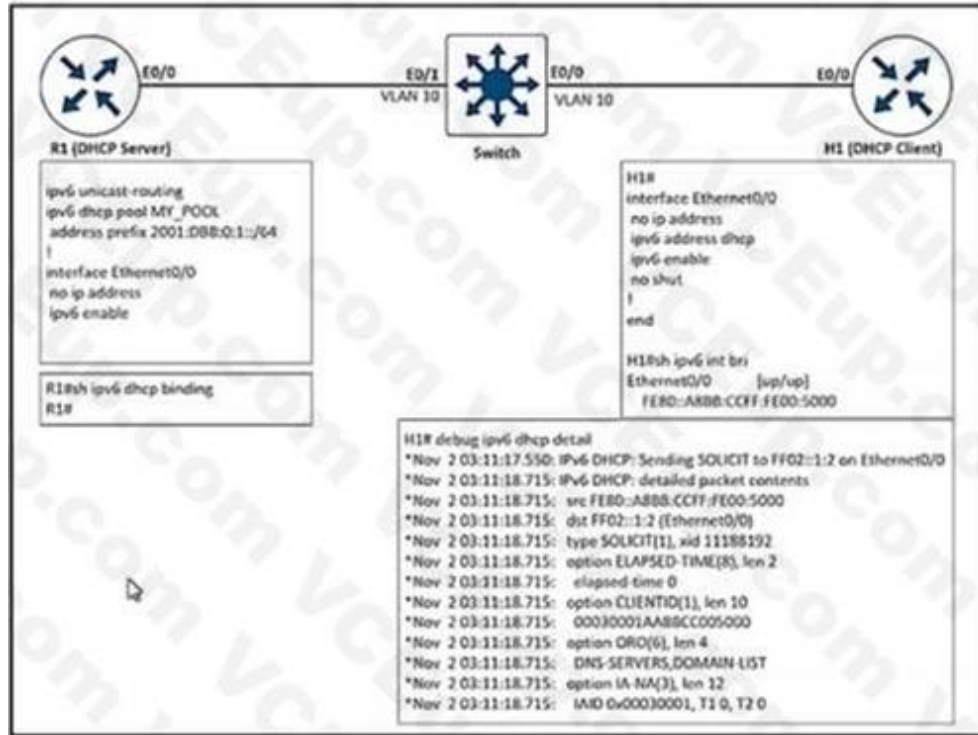 E0/0
E0/1
VLAN 10
E0/0
VLAN 10
E0/0
R1 (DHCP Server)
Switch
H1 (DHCP Client)
ipv6 unicast-routing
ipv6 dhcp pool MY_POOL
address prefix 2001:DB8:0:1::/64
!
interface Ethernet0/0
no ip address
ipv6 enable
R1#sh ipv6 dhcp binding
R1#
H1#
interface Ethernet0/0
no ip address
ipv6 address dhcp
ipv6 enable
no shut
!
end
H1#sh ipv6 int bri
Ethernet0/0 [up/up]
FE80::A8BB:CCFF:FE00:5000
H1# debug ipv6 dhcp detail
*Nov 2 03:11:17.550: IPv6 DHCP: Sending SOLICIT to FF02::1:2 on Ethernet0/0
*Nov 2 03:11:18.715: IPv6 DHCP: detailed packet contents
*Nov 2 03:11:18.715: src FE80::A8BB:CCFF:FE00:5000
*Nov 2 03:11:18.715: dst FF02::1:2 (Ethernet0/0)
*Nov 2 03:11:18.715: type SOLICIT(1), xid 11188192
*Nov 2 03:11:18.715: option ELAPSED-TIME(8), len 2
*Nov 2 03:11:18.715: elapsed-time 0
*Nov 2 03:11:18.715: option CLIENTID(1), len 10
*Nov 2 03:11:18.715: 00030001AABBCC005000
*Nov 2 03:11:18.715: option ORO(6), len 4
*Nov 2 03:11:18.715: DNS-SERVERS,DOMAIN-LIST
*Nov 2 03:11:18.715: option IA-NA(3), len 12
*Nov 2 03:11:18.715: IAID 0x00030001, T1 0, T2 0
VCEup.com